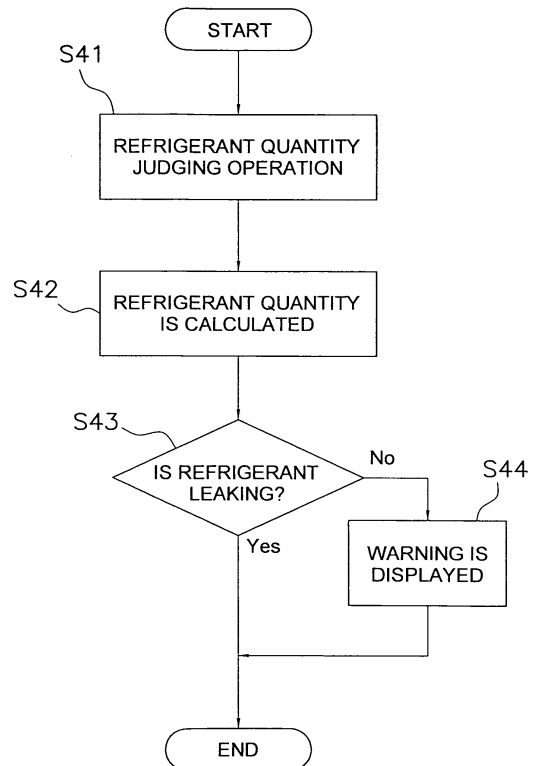 START
S41
REFRIGERANT QUANTITY
JUDGING OPERATION
S42
REFRIGERANT QUANTITY
IS CALCULATED
S43
IS REFRIGERANT
LEAKING?
No
S44
Yes
WARNING IS
DISPLAYED
END